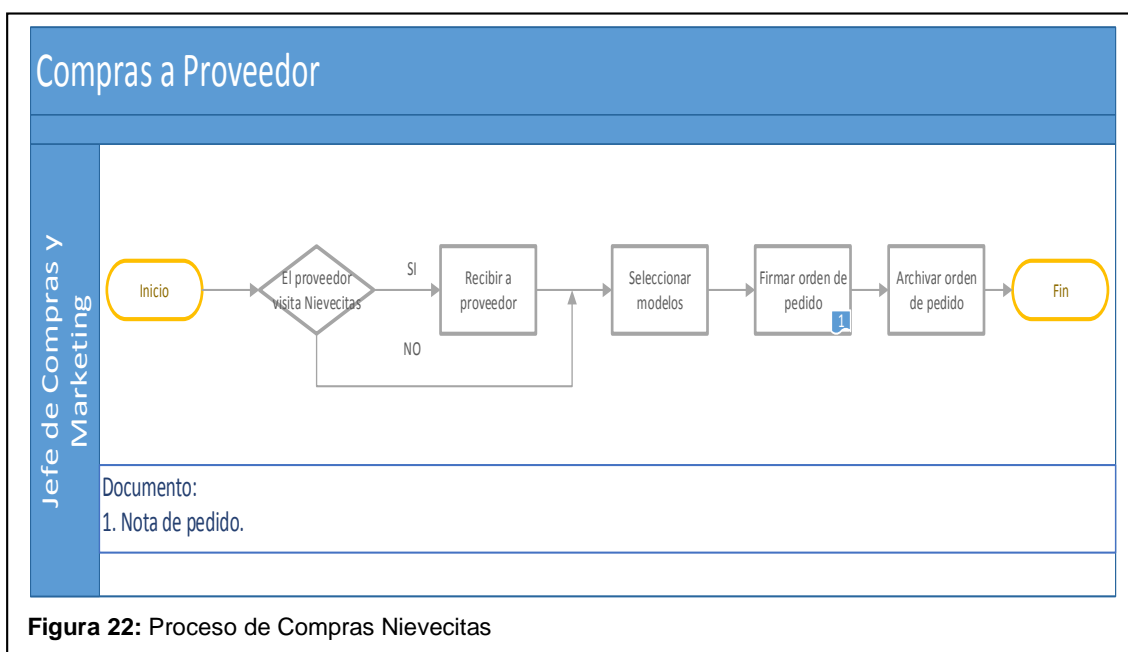 Compras a Proveedor
Jefe de Compras y
Marketing
Inicio
El proveedor
visita Nievecitas
SI
NO
Recibir a
proveedor
Seleccionar
modelos
Firmar orden de
pedido
1
Archivar orden
de pedido
Fin
Documento:
1. Nota de pedido.
Figura 22: Proceso de Compras Nievecitas